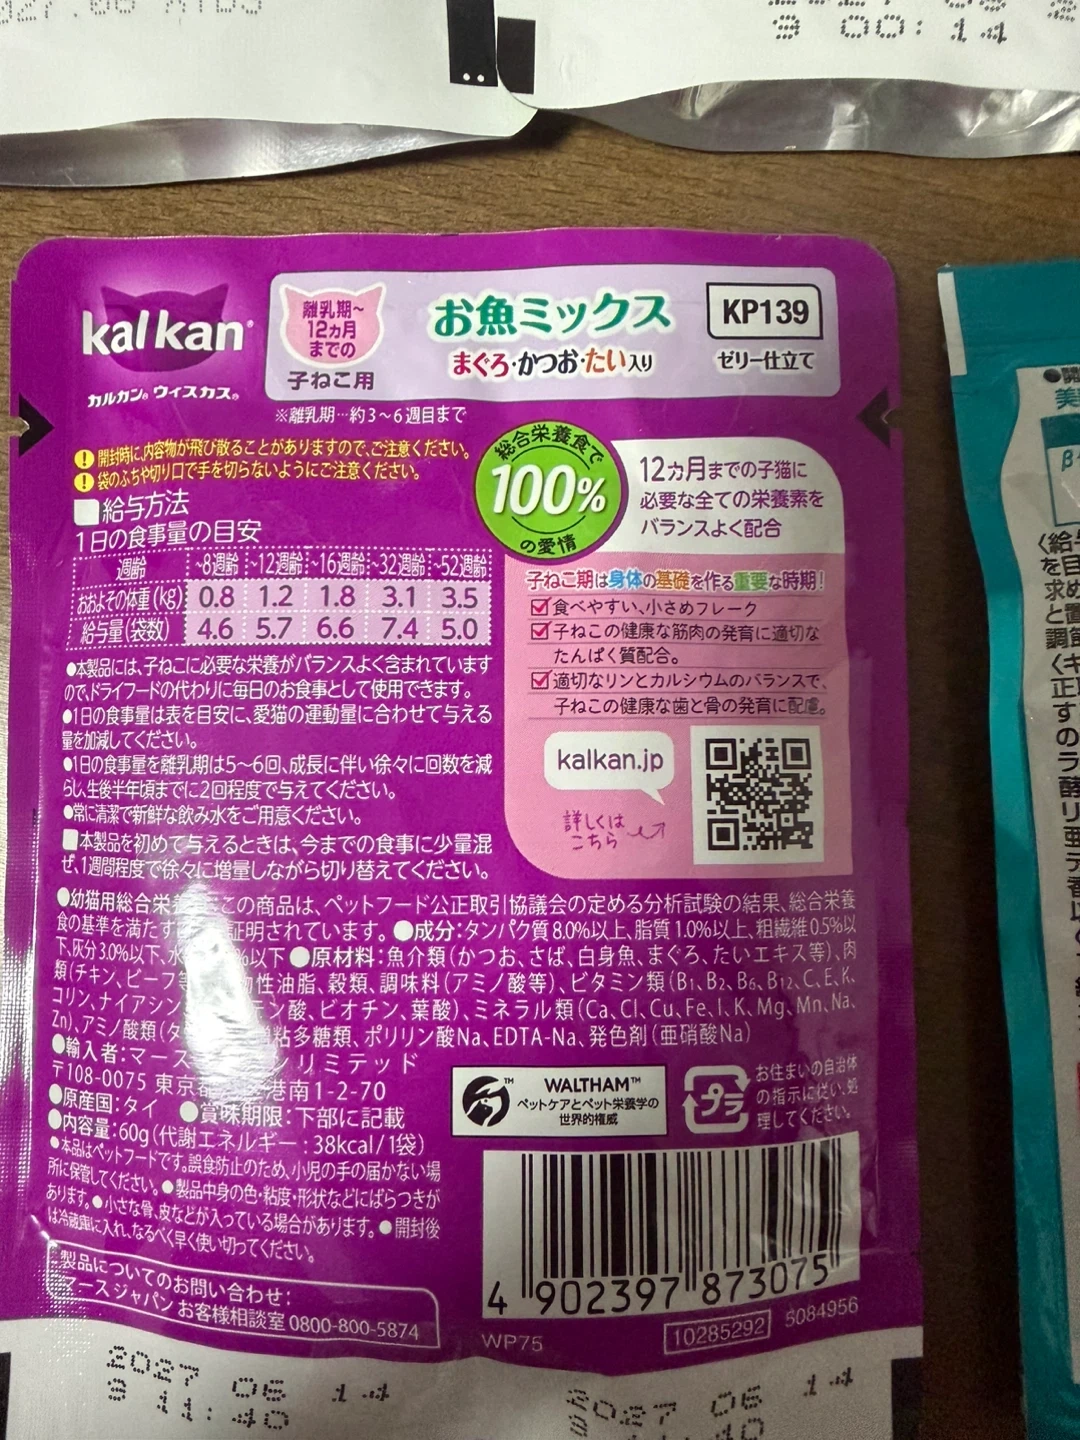 00:14
kal kan
カルカン® ウイスカス®
離乳期~
12ヵ月
までの
子ねこ用
お魚ミックス
まぐろ・かつお・たい入り
KP139
ゼリー仕立て
※離乳期…約3~6週目まで
開封時に、内容物が飛び散ることがありますので、ご注意ください。
袋のふちや切り口で手を切らないようにご注意ください。
■給与方法
1日の食事量の目安
週齢 ~8週齢 ~12週齢 ~16週齢 ~32週齢 ~52週齢
おおよその体重(kg) 0.8 1.2 1.8 3.1 3.5
給与量(袋数) 4.6 5.7 6.6 7.4 5.0
●本製品には、子ねこに必要な栄養がバランスよく含まれています
ので、ドライフードの代わりに毎日のお食事として使用できます。
●1日の食事量は表を目安に、愛猫の運動量に合わせて与える
量を加減してください。
●1日の食事量を離乳期は5~6回、成長に伴い徐々に回数を減
らし、生後半年頃までに2回程度で与えてください。
●常に清潔で新鮮な飲み水をご用意ください。
■本製品を初めて与えるときは、今までの食事に少量混
ぜ、1週間程度で徐々に増量しながら切り替えてください。
総合栄養食で
100%
の愛情
12ヵ月までの子猫に
必要な全ての栄養素を
バランスよく配合
子ねこ期は身体の基礎を作る重要な時期!
食べやすい、小さめフレーク
子ねこの健康な筋肉の発育に適切な
たんぱく質配合。
適切なリンとカルシウムのバランスで、
子ねこの健康な歯と骨の発育に配慮。
kalkan.jp
詳しくは
こちら
●幼猫用総合栄養 この商品は、ペットフード公正取引協議会の定める分析試験の結果、総合栄養
食の基準を満たす 証明されています。●成分:タンパク質8.0%以上、脂質1.0%以上、粗繊維0.5%以
下、灰分3.0%以下、水 %以下 ●原材料:魚介類(かつお、さば、白身魚、まぐろ、たいエキス等)、肉
類(チキン、ビーフ等 性油脂、穀類、調味料(アミノ酸等)、ビタミン類(B1、B2、B6、B12、C、E、K、
コリン、ナイアシン テン酸、ビオチン、葉酸)、ミネラル類(Ca、Cl、Cu、Fe、I、K、Mg、Mn、Na、
Zn)、アミノ酸類(タ 粘多糖類、ポリリン酸Na、EDTA-Na、発色剤(亜硝酸Na)
●輸入者:マース リミテッド
〒108-0075 東京都 港南1-2-70
●原産国:タイ ●賞味期限:下部に記載
●内容量:60g(代謝エネルギー:38kcal/1袋)
●本品はペットフードです。誤食防止のため、小児の手の届かない場
所に保管してください。●製品中身の色・粘度・形状などにばらつきが
あります。●小さな骨、皮などが入っている場合があります。●開封後
は冷蔵庫に入れ、なるべく早く使い切ってください。
WALTHAM™
ペットケアとペット栄養学の
世界的権威
プラ
お住まいの自治体
の指示に従い、処
理してください。
製品についてのお問い合わせ:
マース ジャパン お客様相談室 0800-800-5874
4 902397 873075
WP75
10285292
S084956
2027 06 14
11:40
2027 06 14